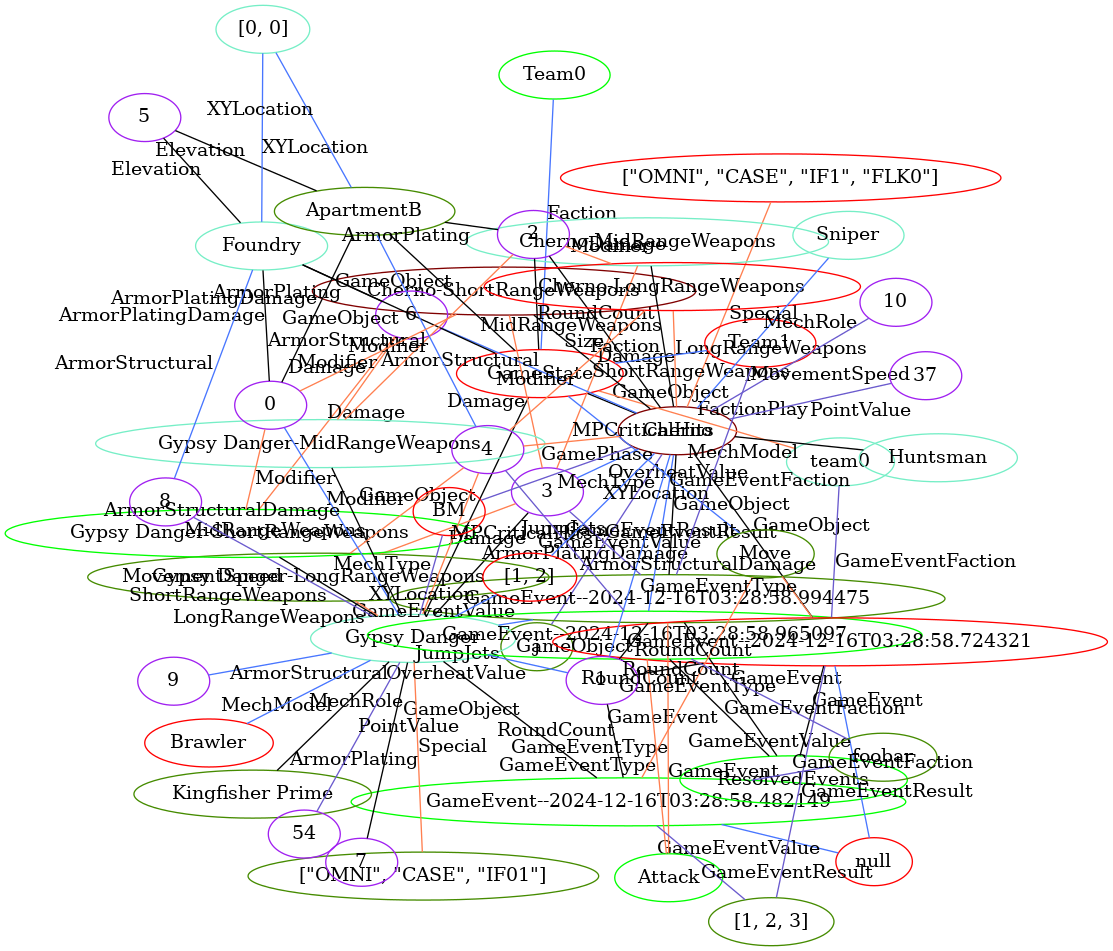 [0, 0]
Team0
XYLocation
5
XYLocation
Elevation
Elevation
["OMNI", "CASE", "IF1", "FLK0"]
ApartmentB
Faction
Sniper
2
ArmorPlating
Foundry
Cherno-MidRangeWeapons
Damage
Modifier
GameObject
Cherno-LongRangeWeapons
Cherno-ShortRangeWeapons
ArmorPlating
ArmorPlatingDamage
10
6
RoundCount
Special
ArmorPlatingDamage
GameObject
MechRole
MidRangeWeapons
ArmorStructural
Size
Team1
Modifier
Faction
LongRangeWeapons
Damage
ArmorStructural
Modifier
ArmorStructural
Damage
GameState
ShortRangeWeapons
MovementSpeed
37
Modifier
GameObject
Damage
0
Damage
FactionPlay
PointValue
MPCriticalHits
Cherno
Gypsy Danger-MidRangeWeapons
4
GamePhase
MechModel
team0
Huntsman
OverheatValue
Modifier
MechType
GameEventFaction
3
8
Modifier
GameObject
XYLocation
GameObject
ArmorStructuralDamage
BM
GameObject
MidRangeWeapons
Gypsy Danger-ShortRangeWeapons
MPCriticalHits
JumpJets
GameEventResult
GameEventResult
Damage
GameEventValue
ArmorPlatingDamage
Move
GameEventFaction
MechType
ArmorStructuralDamage
MovementSpeed
Gypsy Danger-LongRangeWeapons
[1, 2]
GameEventType
ShortRangeWeapons
XYLocation
GameEvent--2024-12-16T03:28:58.994475
LongRangeWeapons
GameEventValue
Gypsy Danger
GameEvent--2024-12-16T03:28:58.965097
GameEvent--2024-12-16T03:28:58.724321
JumpJets
GameObject
RoundCount
ArmorStructural
OverheatValue
RoundCount
9
1
RoundCount
GameEvent
GameEventType
MechRole
MechModel
GameEvent
GameObject
GameEventFaction
GameEvent
PointValue
RoundCount
Brawler
Special
GameEventType
GameEventValue
ArmorPlating
foobar
GameEventFaction
GameEventType
GameEvent
ResolvedEvents
GameEventResult
Kingfisher Prime
GameEvent--2024-12-16T03:28:58.482149
54
GameEventValue
7
null
["OMNI", "CASE", "IF01"]
Attack
GameEventResult
[1, 2, 3]